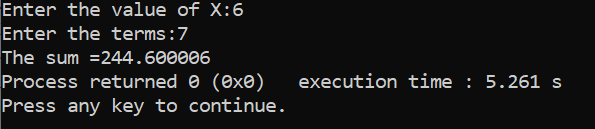 Enter the value of X:6
Enter the terms:7
The sum =244.600006
Process returned 0 (0x0)   execution time : 5.261 s
Press any key to continue.